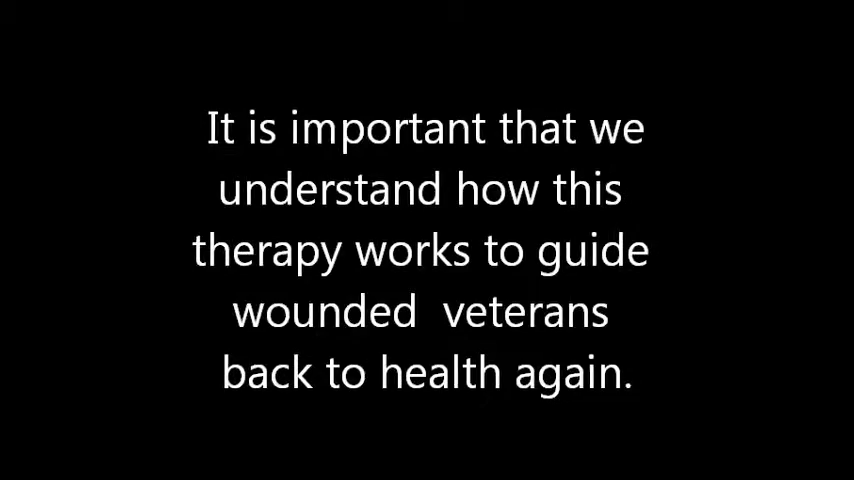 It is important that we
understand how this
therapy works to guide
wounded  veterans
back to health again.